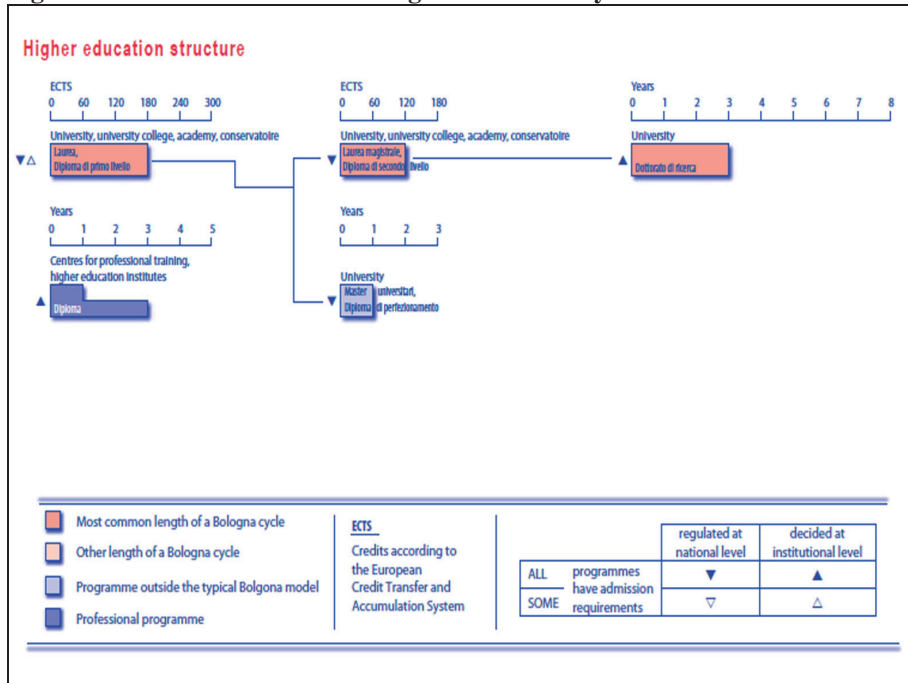 Higher education structure
ECTS
0 60 120 180 240 300
University, university college, academy, conservatoire
▼△
Laurea,
Diploma di primo livello
ECTS
0 60 120 180
University, university college, academy, conservatoire
▼
Laurea magistrale,
Diploma di secondo livello
Years
0 1 2 3 4 5 6 7 8
University
▲
Dottorato di ricerca
Years
0 1 2 3 4 5
Centres for professional training,
higher education institutes
▲
Diploma
Years
0 1 2 3
University
▼
Master universitari,
Diploma di perfezionamento
Most common length of a Bologna cycle
Other length of a Bologna cycle
Programme outside the typical Bolgona model
Professional programme
ECTS
Credits according to
the European
Credit Transfer and
Accumulation System
regulated at
national level
decided at
institutional level
ALL
SOME
programmes
have admission
requirements
▼ ▲
▽ △